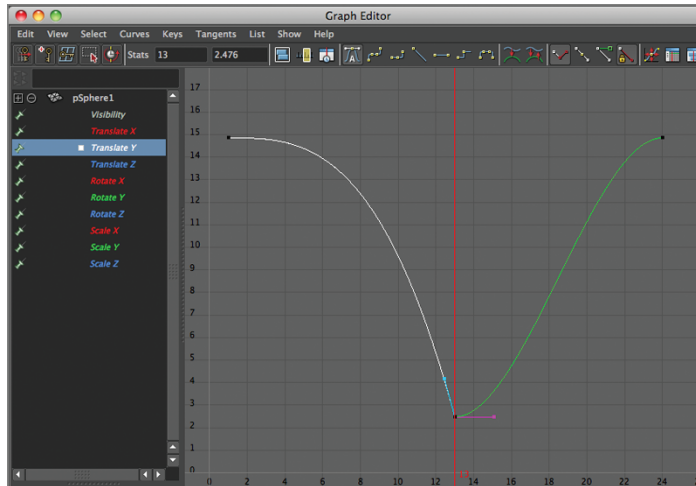 Graph Editor
Edit View Select Curves Keys Tangents List Show Help
Stats 13 2.476
pSphere1
Visibility
Translate X
Translate Y
Translate Z
Rotate X
Rotate Y
Rotate Z
Scale X
Scale Y
Scale Z
17
16
15
14
13
12
11
10
9
8
7
6
5
4
3
2
1
0
0 2 4 6 8 10 12 14 16 18 20 22 24